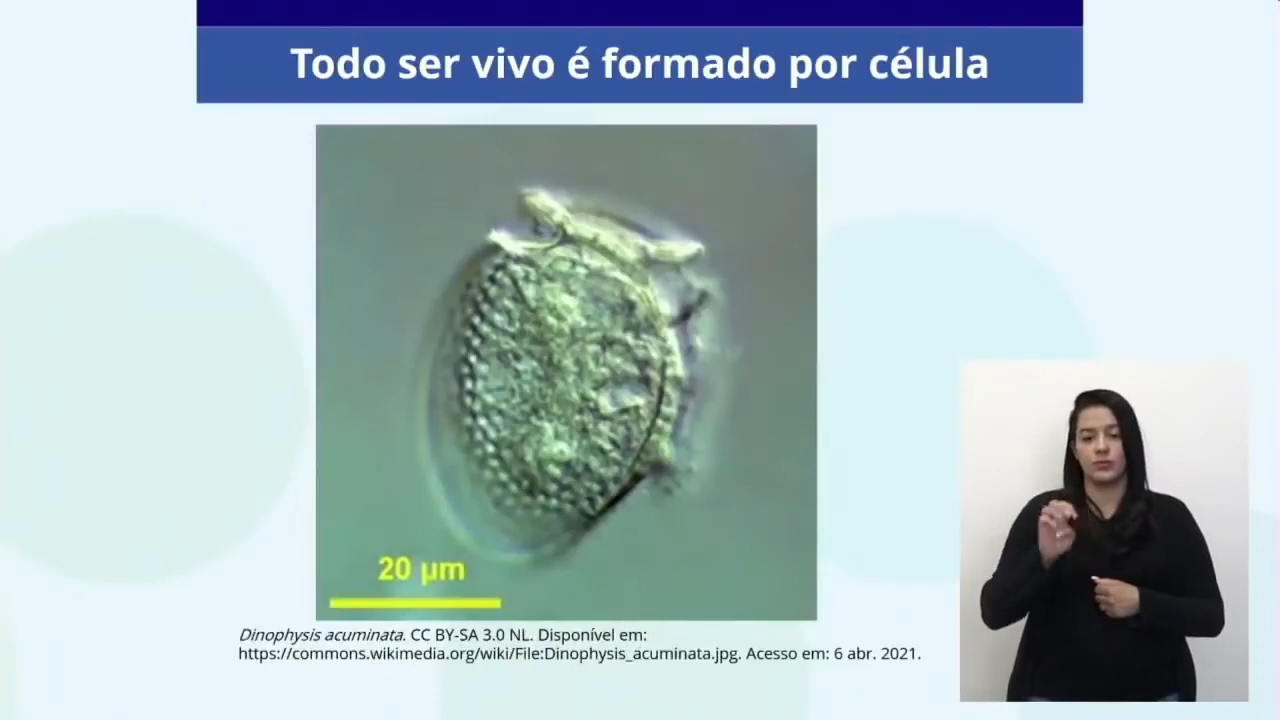 Todo ser vivo é formado por célula
20 µm
Dinophysis acuminata. CC BY-SA 3.0 NL. Disponível em:
https://commons.wikimedia.org/wiki/File:Dinophysis_acuminata.jpg. Acesso em: 6 abr. 2021.